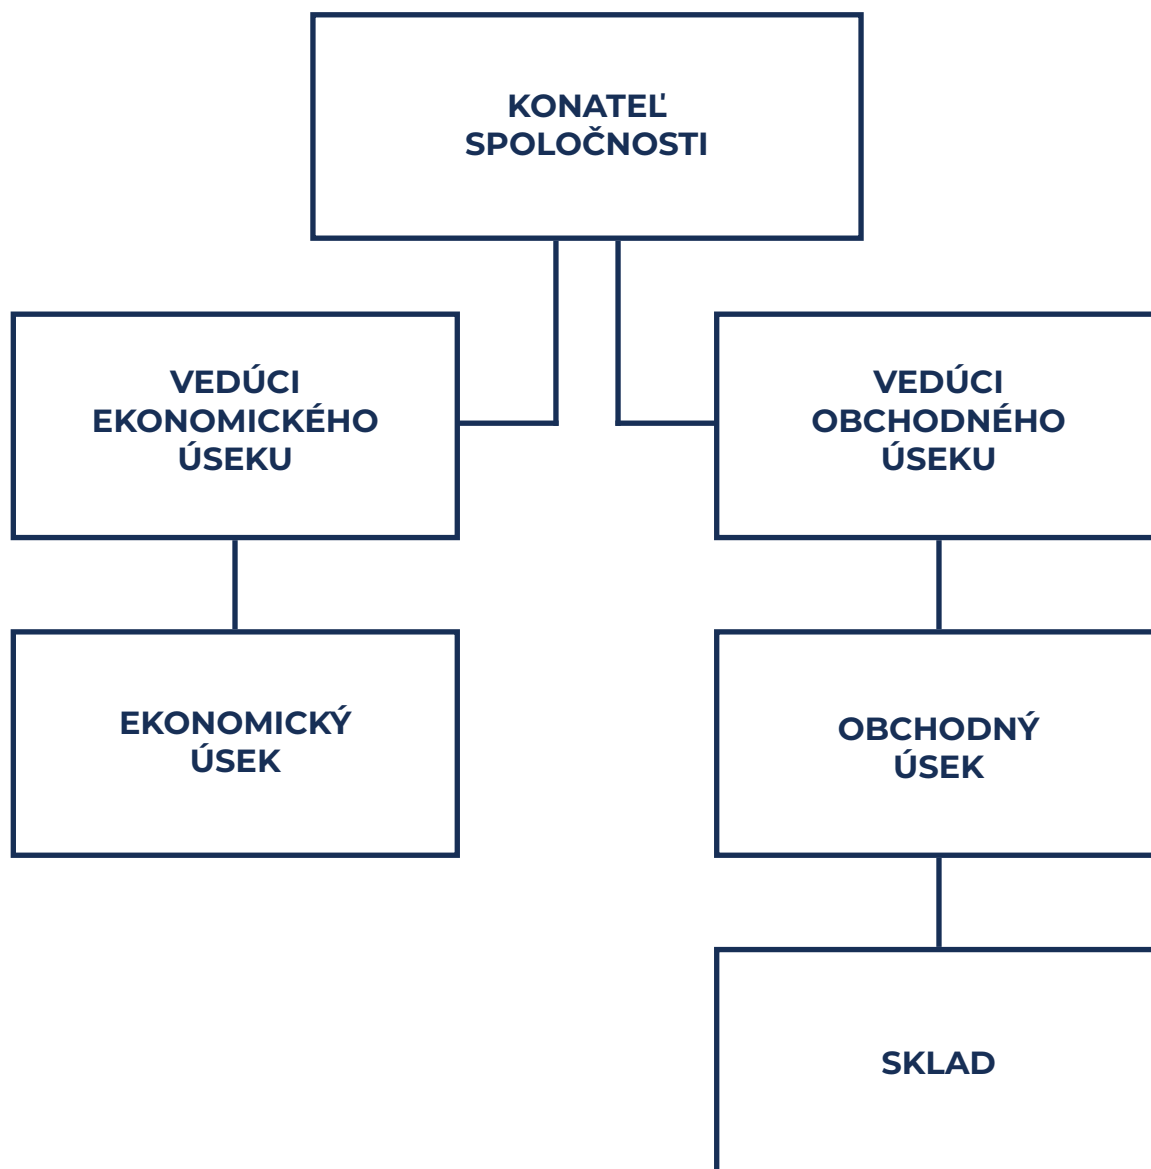 KONATEĽ
SPOLOČNOSTI
VEDÚCI
EKONOMICKÉHO
ÚSEKU
VEDÚCI
OBCHODNÉHO
ÚSEKU
EKONOMICKÝ
ÚSEK
OBCHODNÝ
ÚSEK
SKLAD